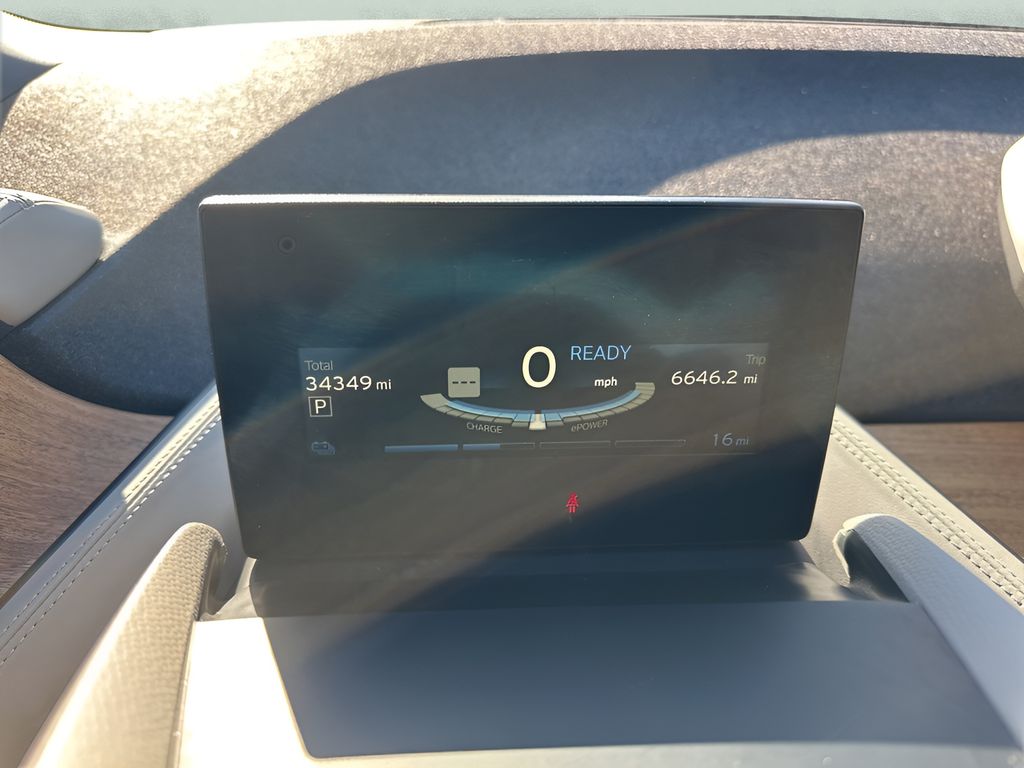 Total
34349 mi
P
---
0
READY
mph
Trip
6646.2 mi
CHARGE
ePOWER
16 mi